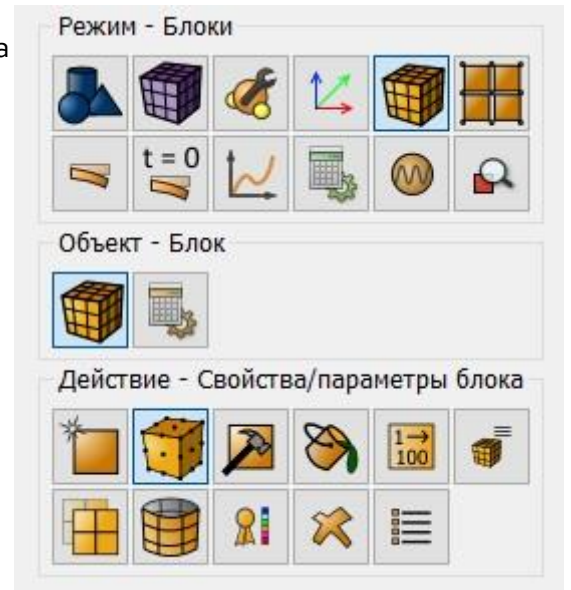 Режим - Блоки
а
t = 0
Объект - Блок
Действие - Свойства/параметры блока
1→
100